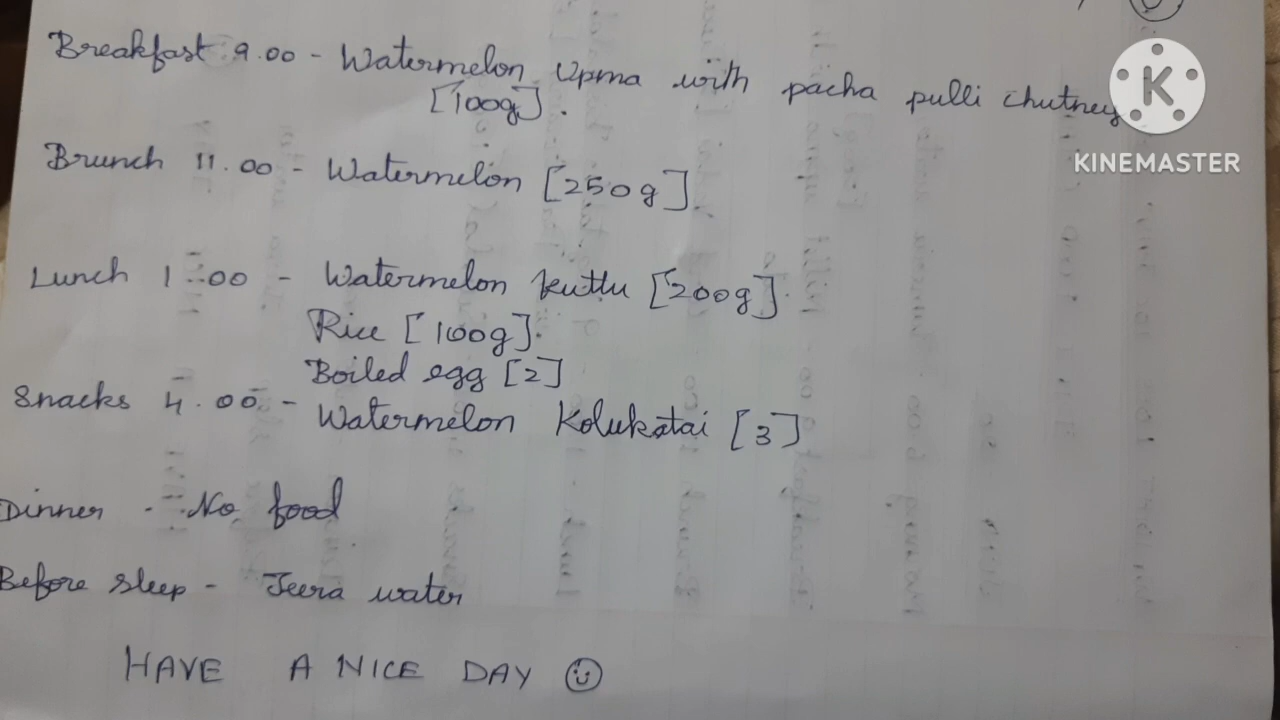 Breakfast 9.00 - Watermelon Upma with pacha pulli chutney
[100g].
K
KINEMASTER
Brunch 11.00 - Watermelon [250g]
Lunch 1.00 - Watermelon kuttu [200g]
Rice [100g].
Boiled egg [2]
Snacks 4.00 -
Watermelon Kolukatai [3]
Dinner - No food
Before sleep - Jeera water
HAVE A NICE DAY ☺